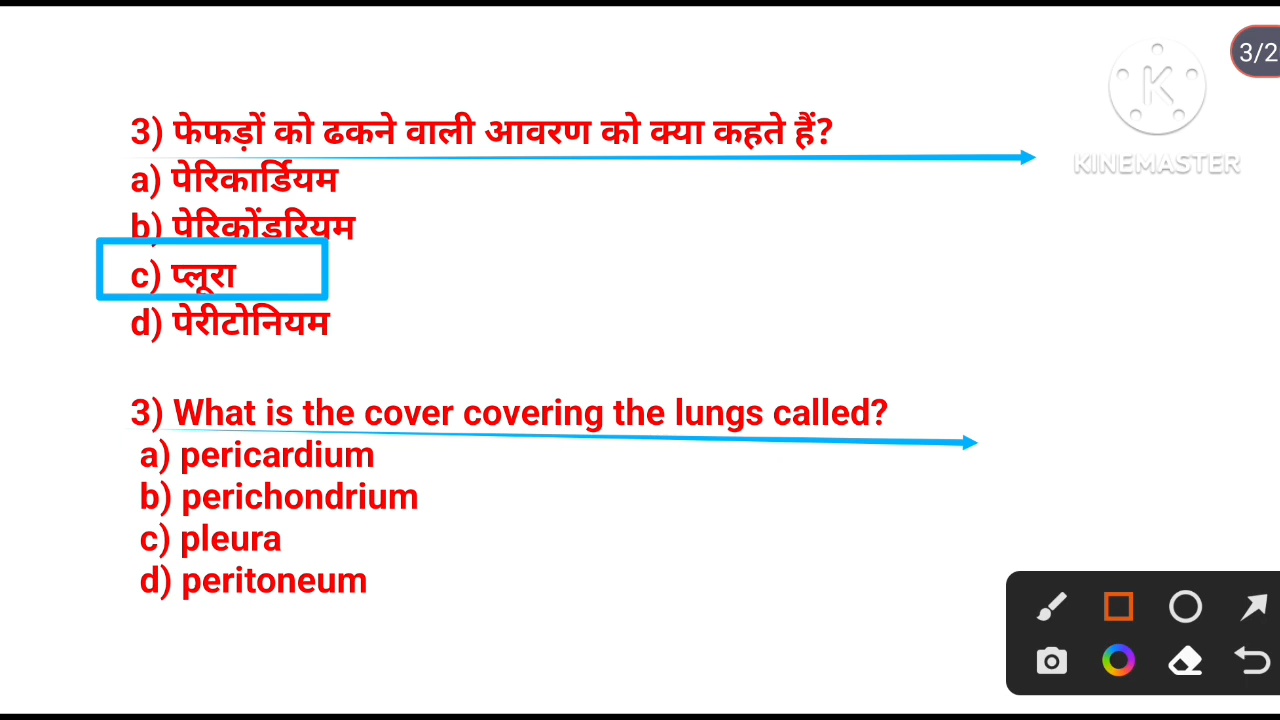 3/2
KINEMASTER
3) फेफड़ों को ढकने वाली आवरण को क्या कहते हैं?
a) पेरिकार्डियम
b) पेरिकोंड्रियम
c) प्लूरा
d) पेरीटोनियम
3) What is the cover covering the lungs called?
a) pericardium
b) perichondrium
c) pleura
d) peritoneum